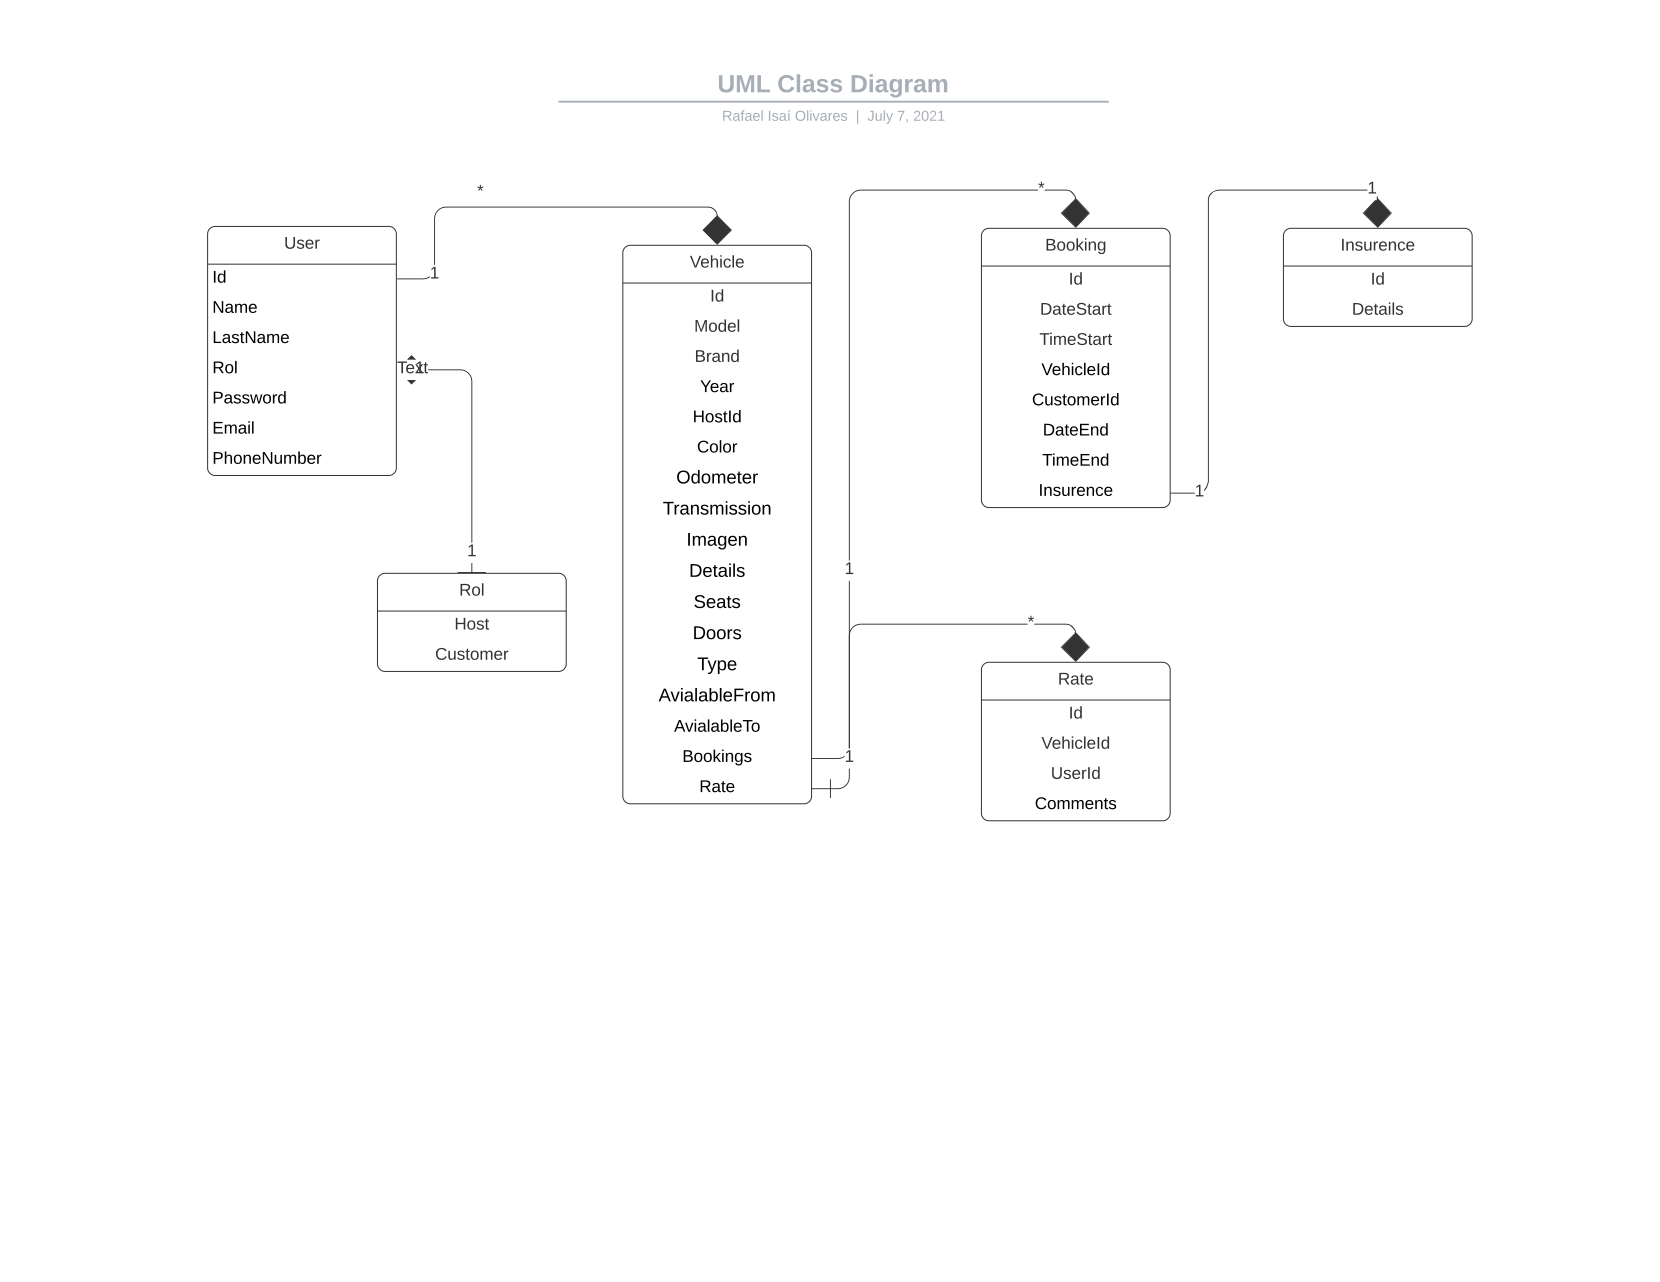 UML Class Diagram
Rafael Isaí Olivares | July 7, 2021
*
1
User
Id
Name
LastName
Rol
Password
Email
PhoneNumber
Text
1
1
Rol
Host
Customer
Vehicle
Id
Model
Brand
Year
HostId
Color
Odometer
Transmission
Imagen
Details
Seats
Doors
Type
AvialableFrom
AvialableTo
Bookings
Rate
1
1
*
Booking
Id
DateStart
TimeStart
VehicleId
CustomerId
DateEnd
TimeEnd
Insurence
1
1
Insurence
Id
Details
*
Rate
Id
VehicleId
UserId
Comments